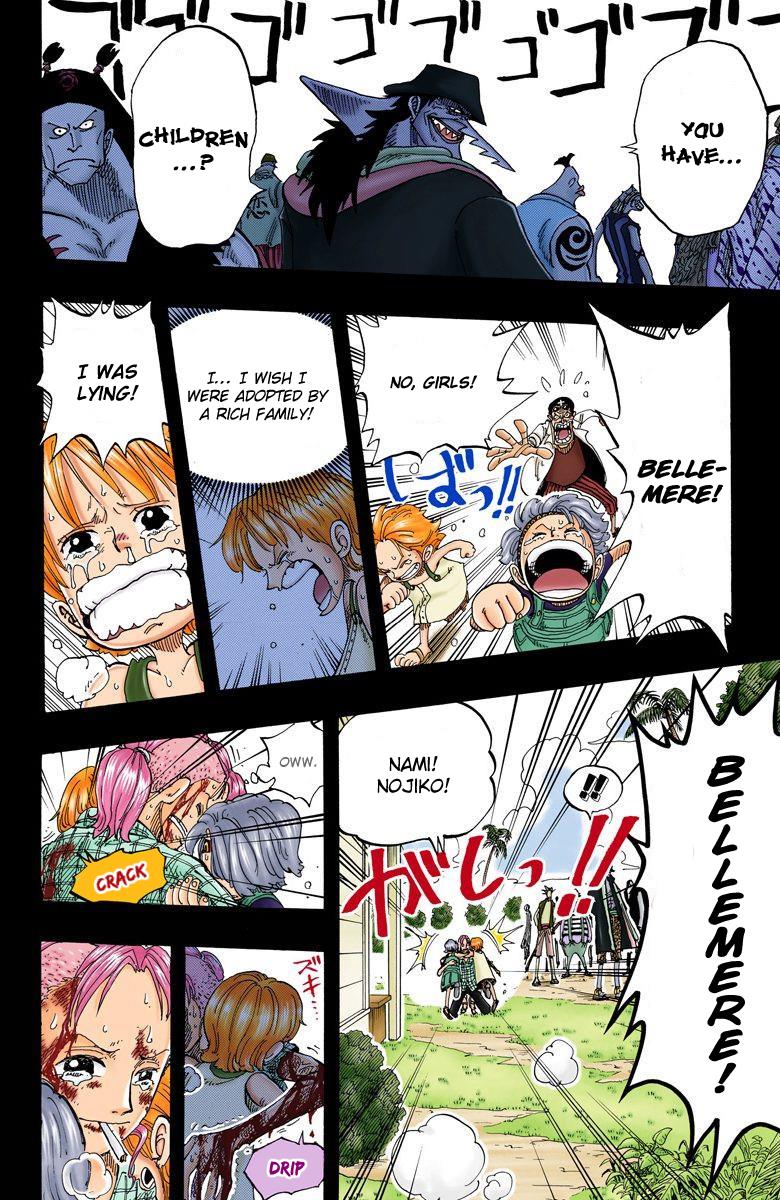 ゴゴゴゴゴゴゴ
YOU
HAVE...
CHILDREN
...?
BELLE-
MERE!
NO, GIRLS!
ばっ!!
I... I WISH I
WERE ADOPTED BY
A RICH FAMILY!
I WAS
LYING!
BELLEMERE!
!!
NAMI!
NOJIKO!
がしっ!!
OWW.
CRACK
ズキ...
DRIP